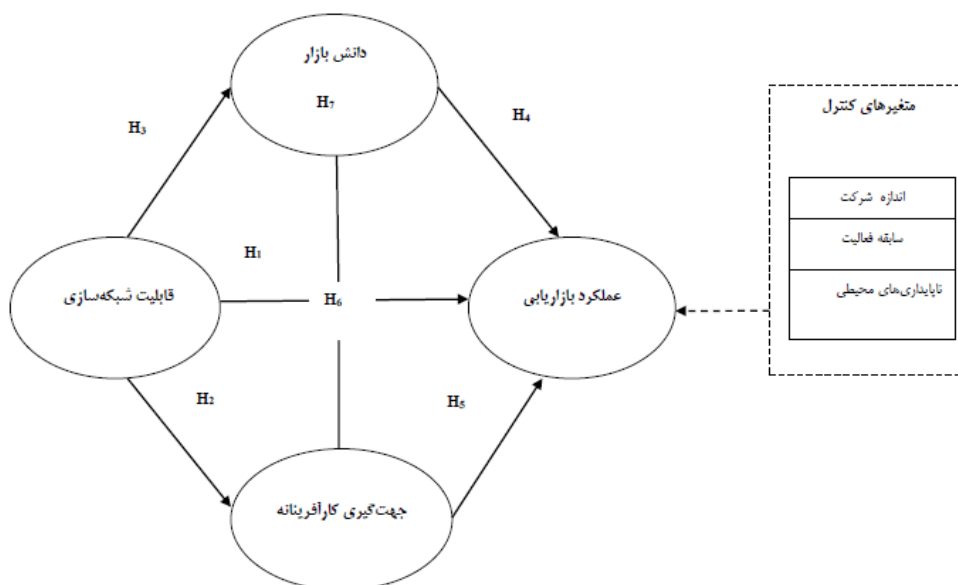 دانش بازار
H₇
H₃
H₄
متغیرهای کنترل
اندازه شرکت
سابقه فعالیت
ناپایداری‌های محیطی
H₁
قابلیت شبکه‌سازی
H₆
عملکرد بازاریابی
H₂
H₅
جهت‌گیری کارآفرینانه